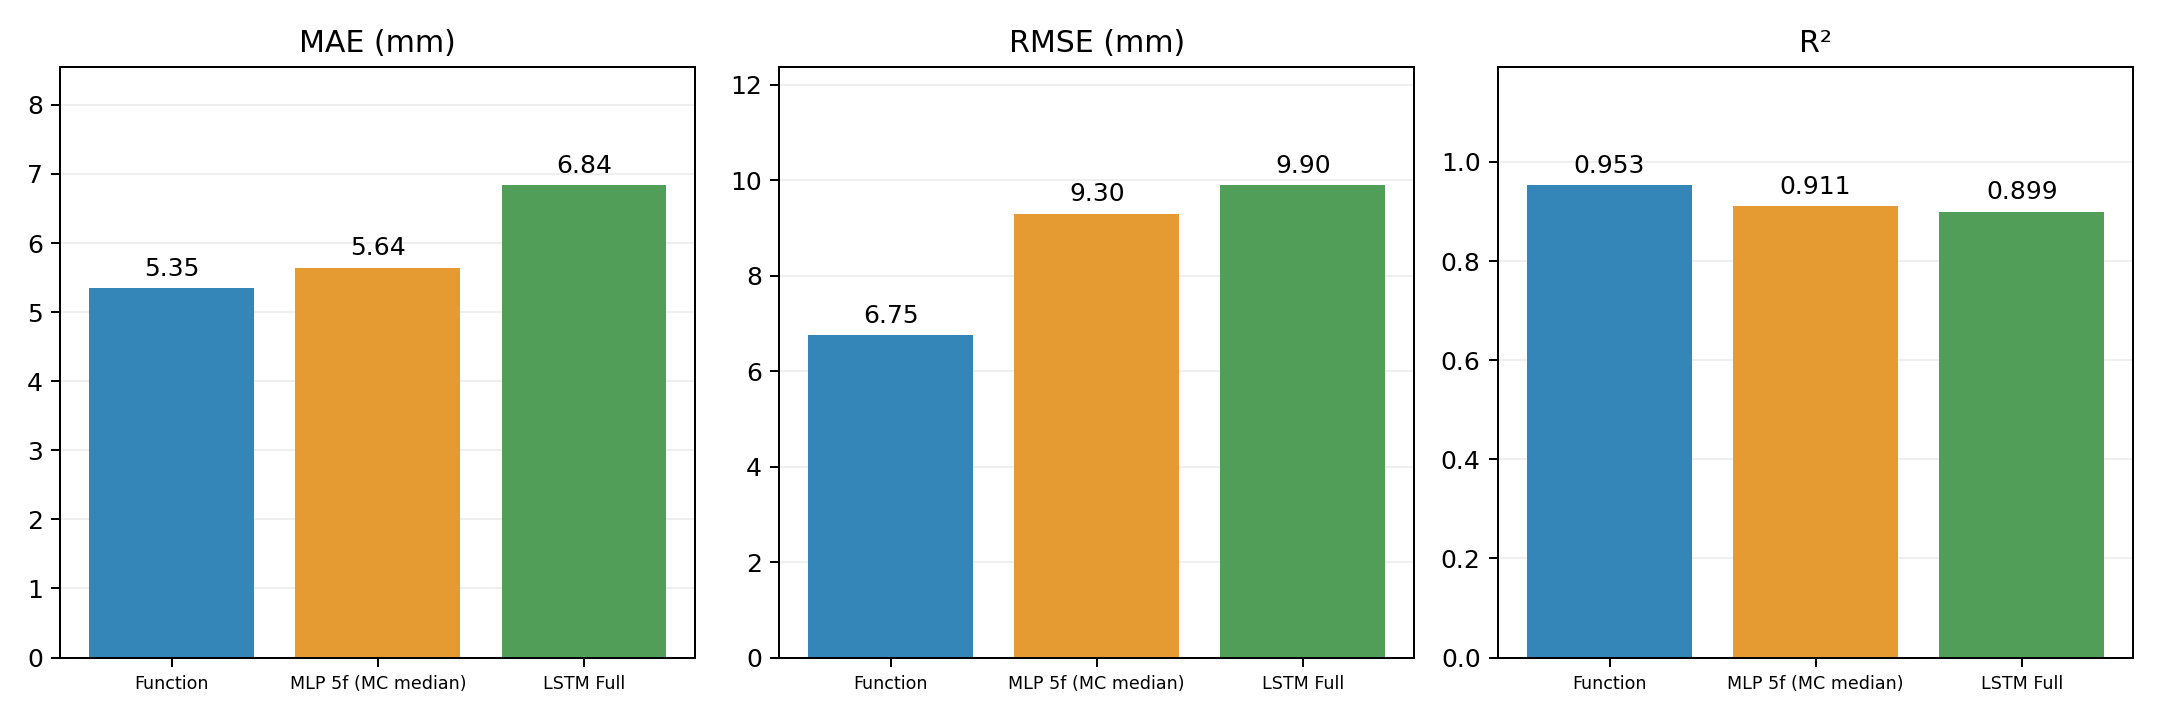 MAE (mm)
8
7
6
5
4
3
2
1
0
5.35
5.64
6.84
Function
MLP 5f (MC median)
LSTM Full
RMSE (mm)
12
10
8
6
4
2
0
6.75
9.30
9.90
Function
MLP 5f (MC median)
LSTM Full
R²
1.0
0.8
0.6
0.4
0.2
0.0
0.953
0.911
0.899
Function
MLP 5f (MC median)
LSTM Full